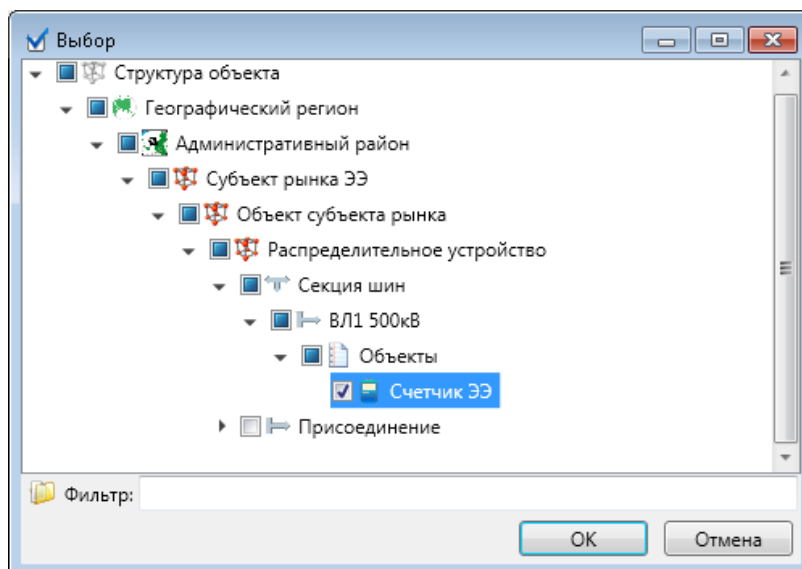 Выбор
Структура объекта
Географический регион
Административный район
Субъект рынка ЭЭ
Объект субъекта рынка
Распределительное устройство
Секция шин
ВЛ1 500кВ
Объекты
Счетчик ЭЭ
Присоединение
Фильтр:
ОК Отмена